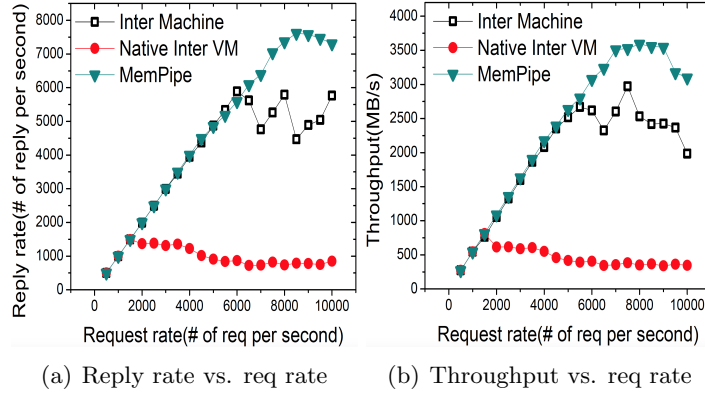 Reply rate(# of reply per second)
8000
7000
6000
5000
4000
3000
2000
1000
0
Inter Machine
Native Inter VM
MemPipe
0 2000 4000 6000 8000 10000
Request rate(# of req per second)
(a) Reply rate vs. req rate
Throughput(MB/s)
4000
3500
3000
2500
2000
1500
1000
500
0
Inter Machine
Native Inter VM
MemPipe
0 2000 4000 6000 8000 10000
Request rate(# of req per second)
(b) Throughput vs. req rate